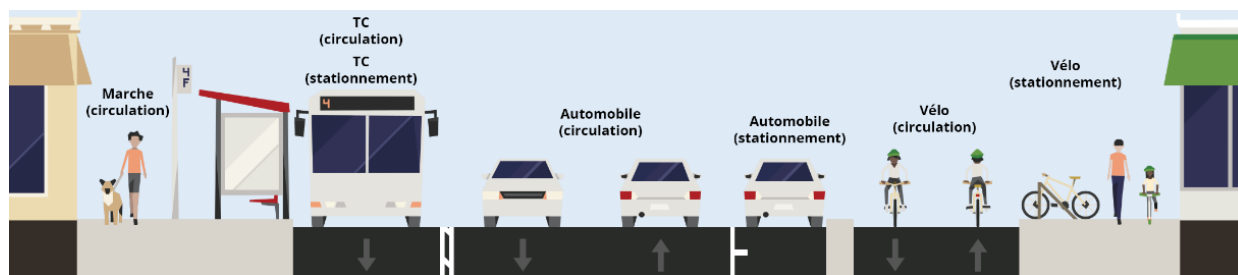 Marche
(circulation)
4
F
TC
(circulation)
TC
(stationnement)
4
Automobile
(circulation)
Automobile
(stationnement)
Vélo
(circulation)
Vélo
(stationnement)